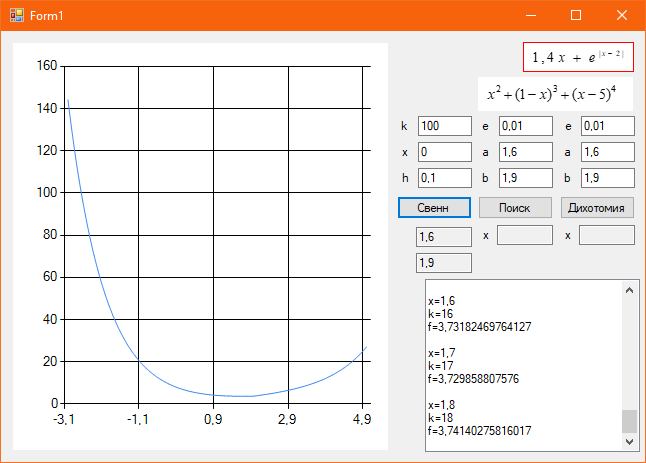 Form1
1,4 x + e^|x − 2|
x² + (1 − x)³ + (x − 5)⁴
160
140
120
100
80
60
40
20
0
-3,1 -1,1 0,9 2,9 4,9
k 100 e 0,01 e 0,01
x 0 a 1,6 a 1,6
h 0,1 b 1,9 b 1,9
Свенн Поиск Дихотомия
1,6 x x
1,9
x=1,6
k=16
f=3,73182469764127
x=1,7
k=17
f=3,729858807576
x=1,8
k=18
f=3,74140275816017